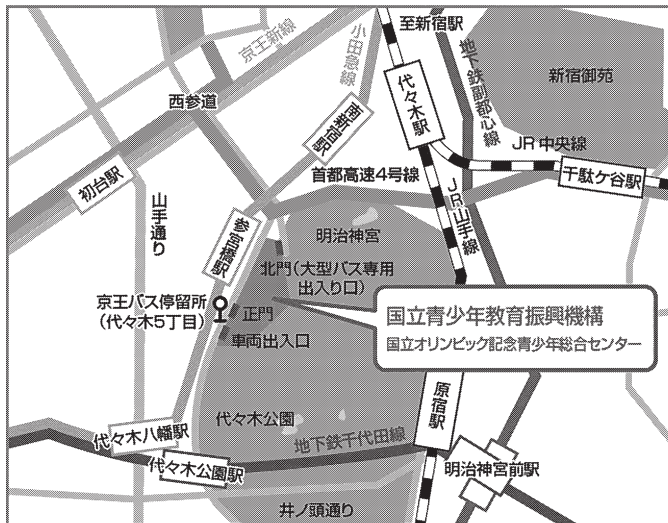 至新宿駅
京王新線
小田急線
地下鉄副都心線
新宿御苑
代々木駅
西参道
南新宿駅
JR中央線
初台駅
首都高速4号線
千駄ケ谷駅
山手通り
参宮橋駅
JR山手線
明治神宮
北門(大型バス専用
出入り口)
京王バス停留所
(代々木5丁目)
正門
車両出入口
国立青少年教育振興機構
国立オリンピック記念青少年総合センター
原宿駅
代々木公園
代々木八幡駅
地下鉄千代田線
代々木公園駅
明治神宮前駅
井ノ頭通り